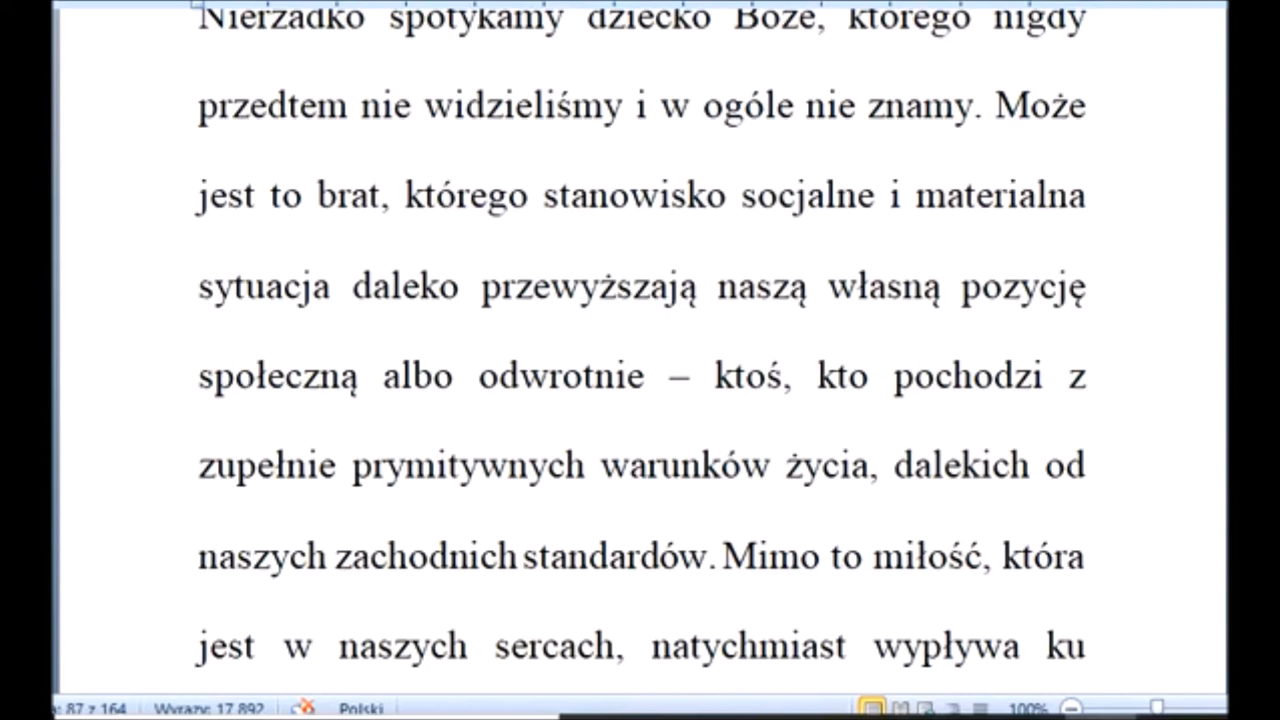 Nierzadko spotykamy dziecko Boże, którego nigdy
przedtem nie widzieliśmy i w ogóle nie znamy. Może
jest to brat, którego stanowisko socjalne i materialna
sytuacja daleko przewyższają naszą własną pozycję
społeczną albo odwrotnie – ktoś, kto pochodzi z
zupełnie prymitywnych warunków życia, dalekich od
naszych zachodnich standardów. Mimo to miłość, która
jest w naszych sercach, natychmiast wypływa ku
: 87 z 164 Wyrazy: 17 892 Polski 100%